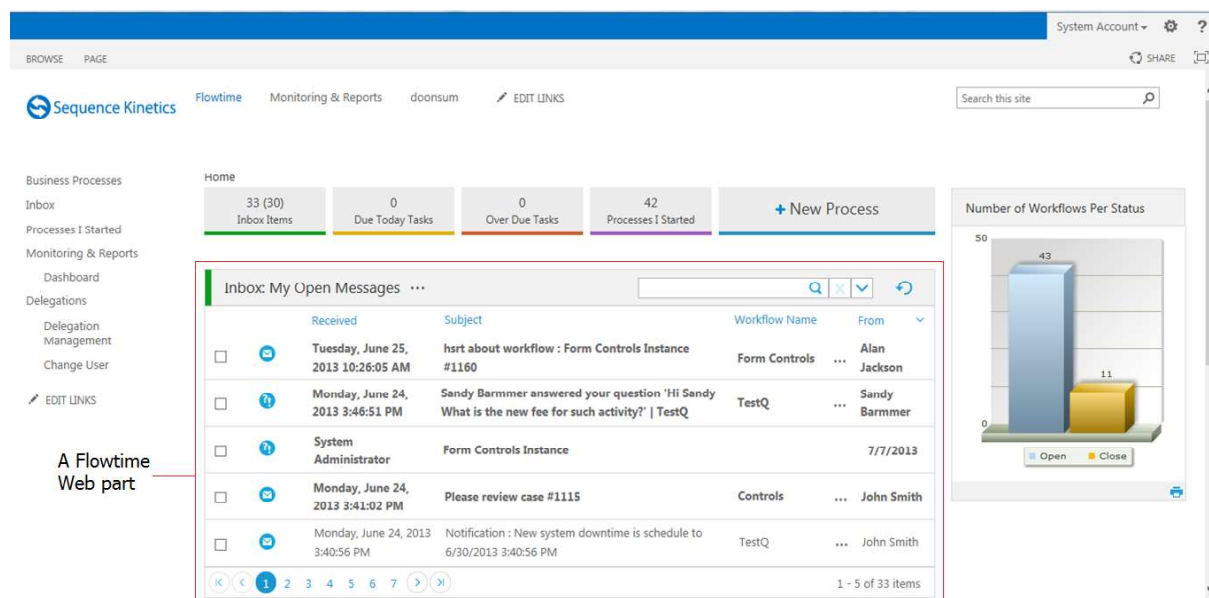 System Account
?
BROWSE PAGE
SHARE
Sequence Kinetics
Flowtime Monitoring & Reports doonsum EDIT LINKS
Search this site
Business Processes
Inbox
Processes I Started
Monitoring & Reports
Dashboard
Delegations
Delegation
Management
Change User
EDIT LINKS
A Flowtime
Web part
Home
33 (30)
Inbox Items
0
Due Today Tasks
0
Over Due Tasks
42
Processes I Started
+ New Process
Inbox: My Open Messages ...
Received Subject Workflow Name From
Tuesday, June 25,
2013 10:26:05 AM
hsrt about workflow : Form Controls Instance
#1160
Form Controls ...
Alan
Jackson
Monday, June 24,
2013 3:46:51 PM
Sandy Barmmer answered your question 'Hi Sandy
What is the new fee for such activity?' | TestQ
TestQ ...
Sandy
Barmmer
System
Administrator
Form Controls Instance
7/7/2013
Monday, June 24,
2013 3:41:02 PM
Please review case #1115
Controls ...
John Smith
Monday, June 24, 2013
3:40:56 PM
Notification : New system downtime is schedule to
6/30/2013 3:40:56 PM
TestQ ...
John Smith
1 2 3 4 5 6 7
1 - 5 of 33 items
Number of Workflows Per Status
50
43
11
0
Open Close